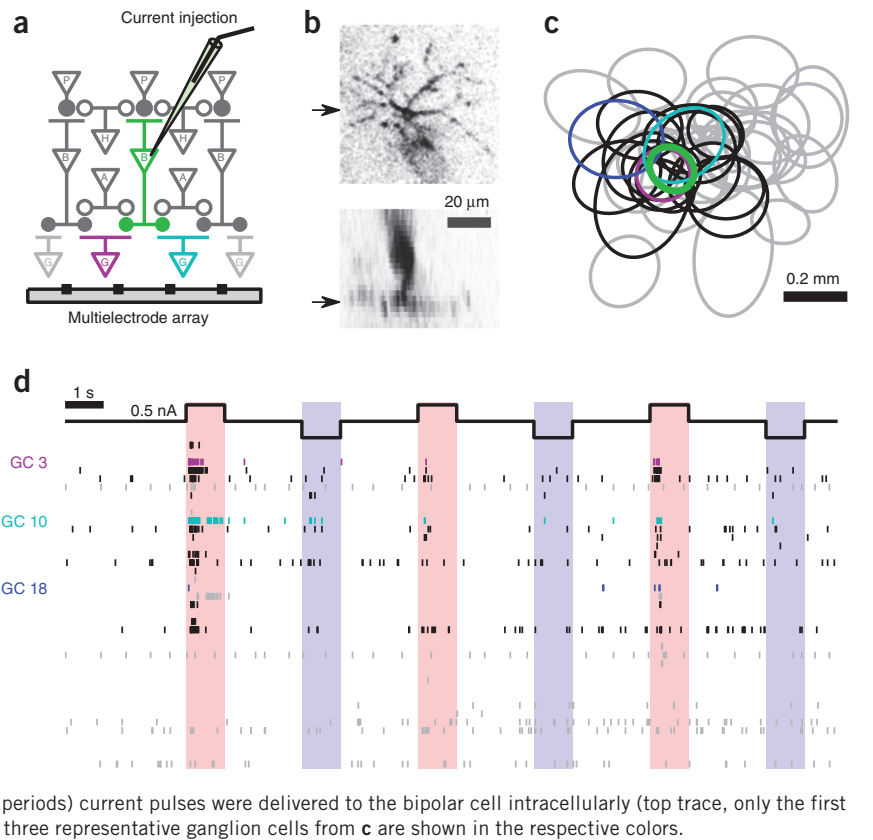 a
Current injection
P P P
H H
B B B
A A
G G G G
Multielectrode array
b
20 µm
c
0.2 mm
d
1 s
0.5 nA
GC 3
GC 10
GC 18
periods) current pulses were delivered to the bipolar cell intracellularly (top trace, only the first
three representative ganglion cells from c are shown in the respective colors.